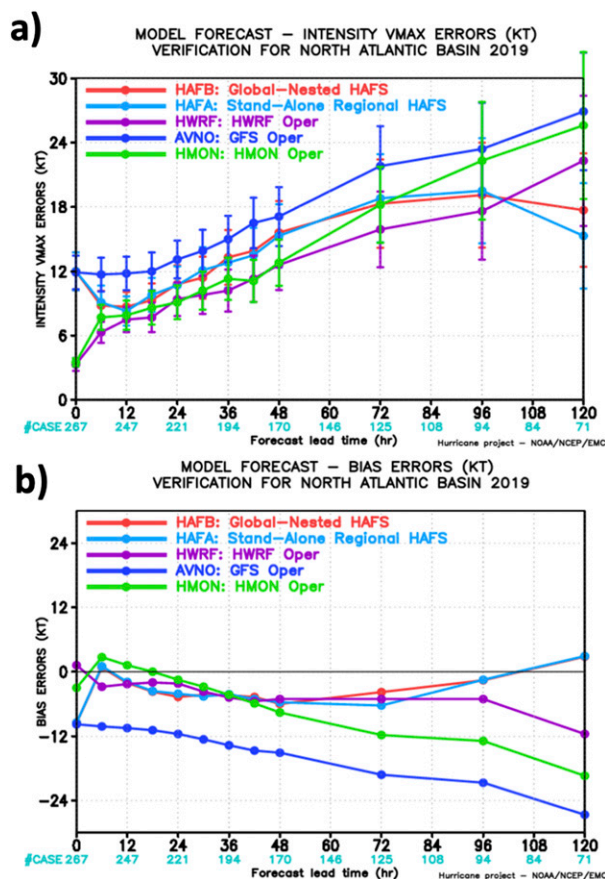 a)
MODEL FORECAST – INTENSITY VMAX ERRORS (KT)
VERIFICATION FOR NORTH ATLANTIC BASIN 2019
HAFB: Global–Nested HAFS
HAFA: Stand–Alone Regional HAFS
HWRF: HWRF Oper
AVNO: GFS Oper
HMON: HMON Oper
INTENSITY VMAX ERRORS (KT)
30
24
18
12
6
0
0 12 24 36 48 60 72 84 96 108 120
#CASE 267 247 221 194 170 146 125 108 94 84 71
Forecast lead time (hr)
Hurricane project – NOAA/NCEP/EMC
b)
MODEL FORECAST – BIAS ERRORS (KT)
VERIFICATION FOR NORTH ATLANTIC BASIN 2019
HAFB: Global–Nested HAFS
HAFA: Stand–Alone Regional HAFS
HWRF: HWRF Oper
AVNO: GFS Oper
HMON: HMON Oper
BIAS ERRORS (KT)
24
12
0
–12
–24
0 12 24 36 48 60 72 84 96 108 120
#CASE 267 247 221 194 170 146 125 108 94 84 71
Forecast lead time (hr)
Hurricane project – NOAA/NCEP/EMC